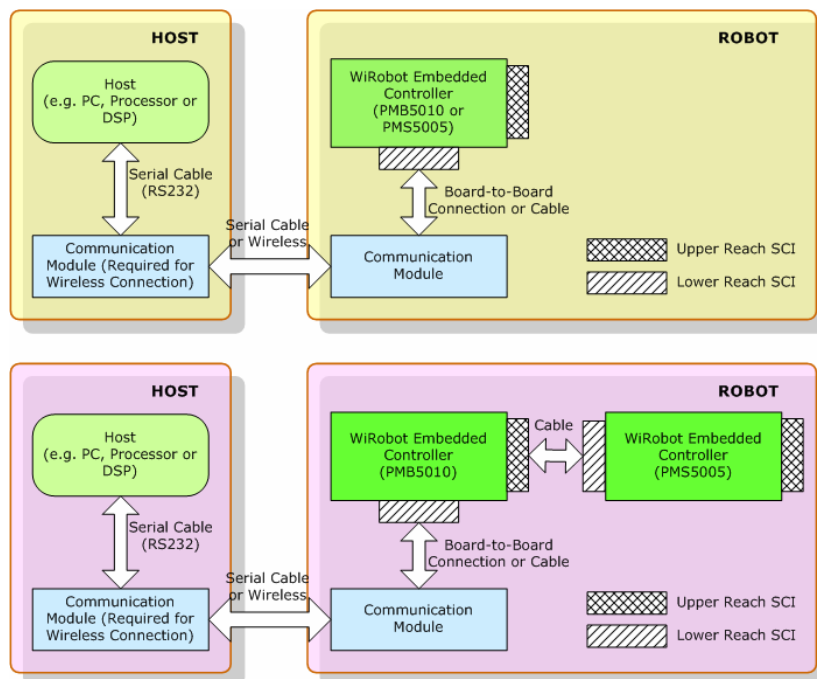 HOST
Host
(e.g. PC, Processor or
DSP)
Serial Cable
(RS232)
Communication
Module (Required for
Wireless Connection)
Serial Cable
or Wireless
ROBOT
WiRobot Embedded
Controller
(PMB5010 or
PMS5005)
Board-to-Board
Connection or Cable
Communication
Module
Upper Reach SCI
Lower Reach SCI
HOST
Host
(e.g. PC, Processor or
DSP)
Serial Cable
(RS232)
Communication
Module (Required for
Wireless Connection)
Serial Cable
or Wireless
ROBOT
WiRobot Embedded
Controller
(PMB5010)
Cable
WiRobot Embedded
Controller
(PMS5005)
Board-to-Board
Connection or Cable
Communication
Module
Upper Reach SCI
Lower Reach SCI